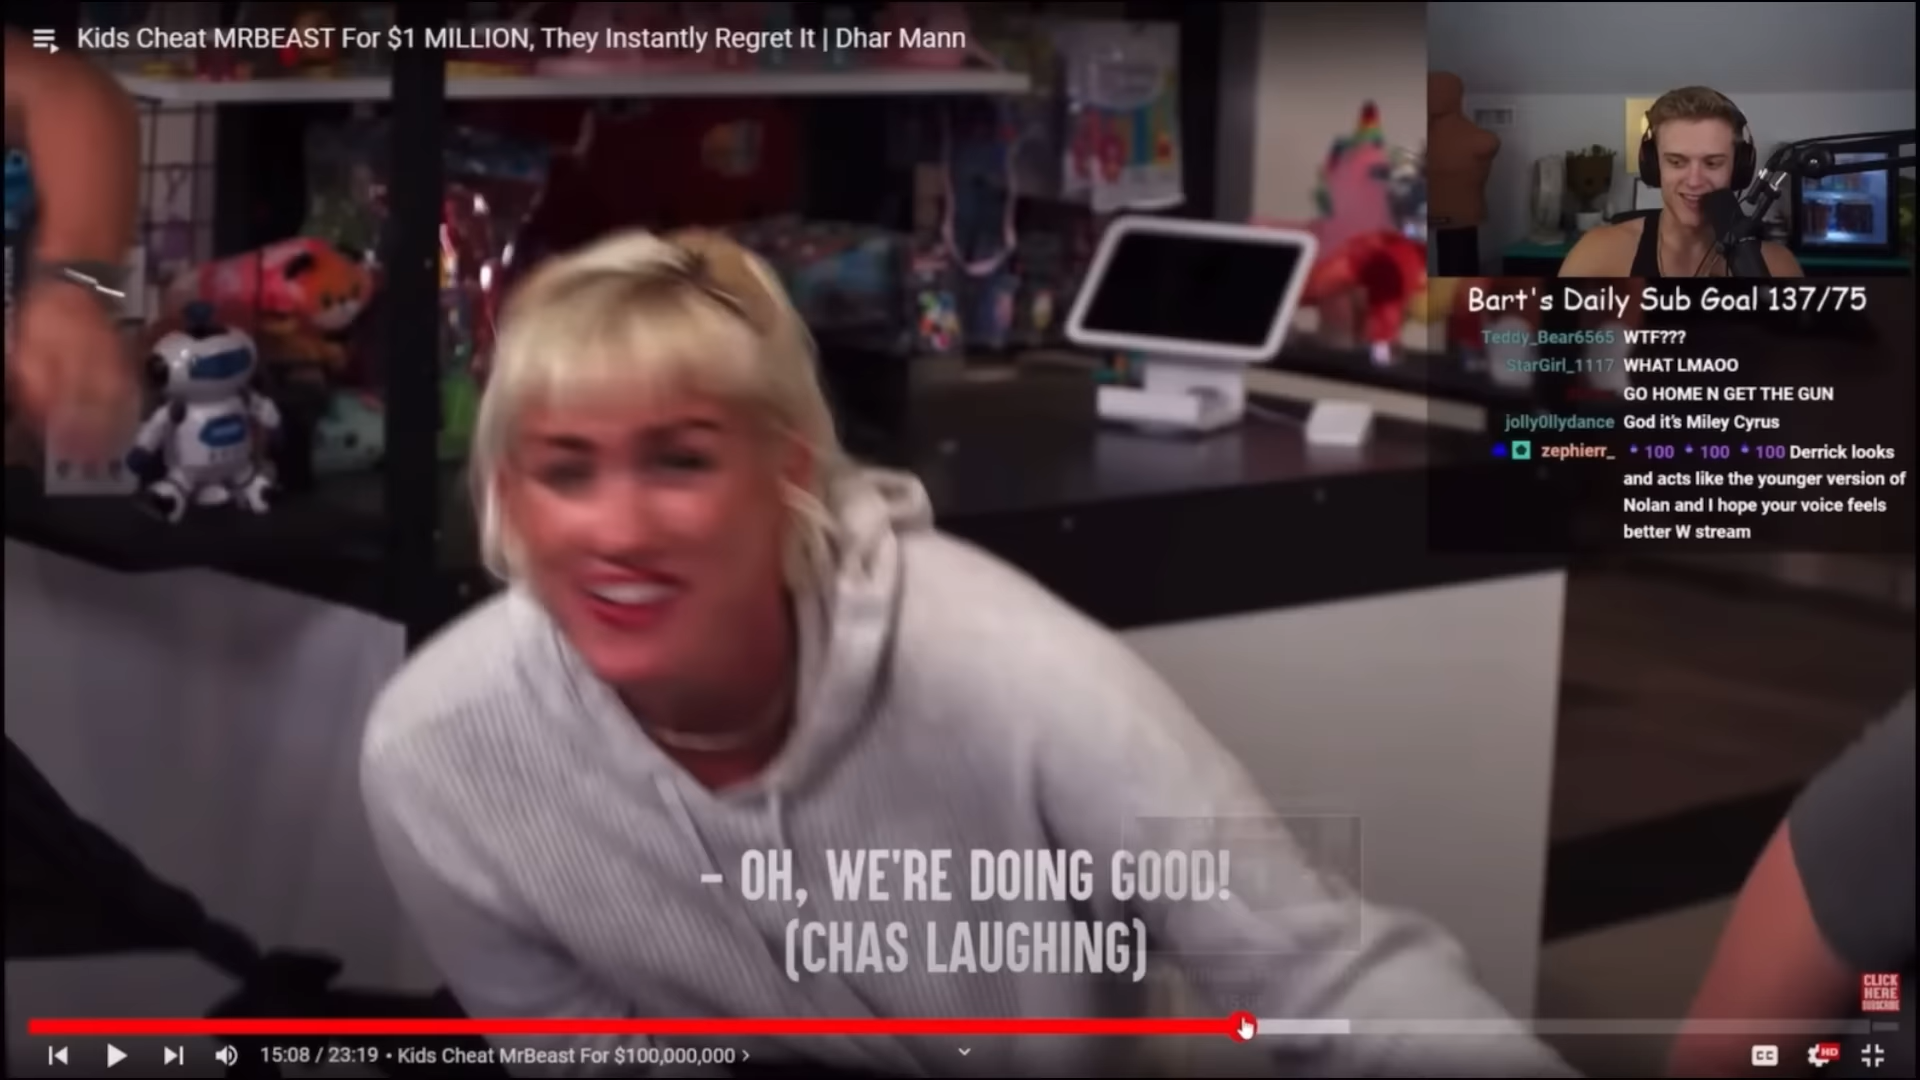 Kids Cheat MRBEAST For $1 MILLION, They Instantly Regret It | Dhar Mann
Bart's Daily Sub Goal 137/75
Teddy_Bear6565 WTF???
StarGirl_1117 WHAT LMAOO
GO HOME N GET THE GUN
jolly0llydance God it's Miley Cyrus
zephierr_ 100 100 100 Derrick looks
and acts like the younger version of
Nolan and I hope your voice feels
better W stream
- OH, WE'RE DOING GOOD!
(CHAS LAUGHING)
CLICK
HERE
SUBSCRIBE
15:08 / 23:19 • Kids Cheat MrBeast For $100,000,000 >
CC
HD